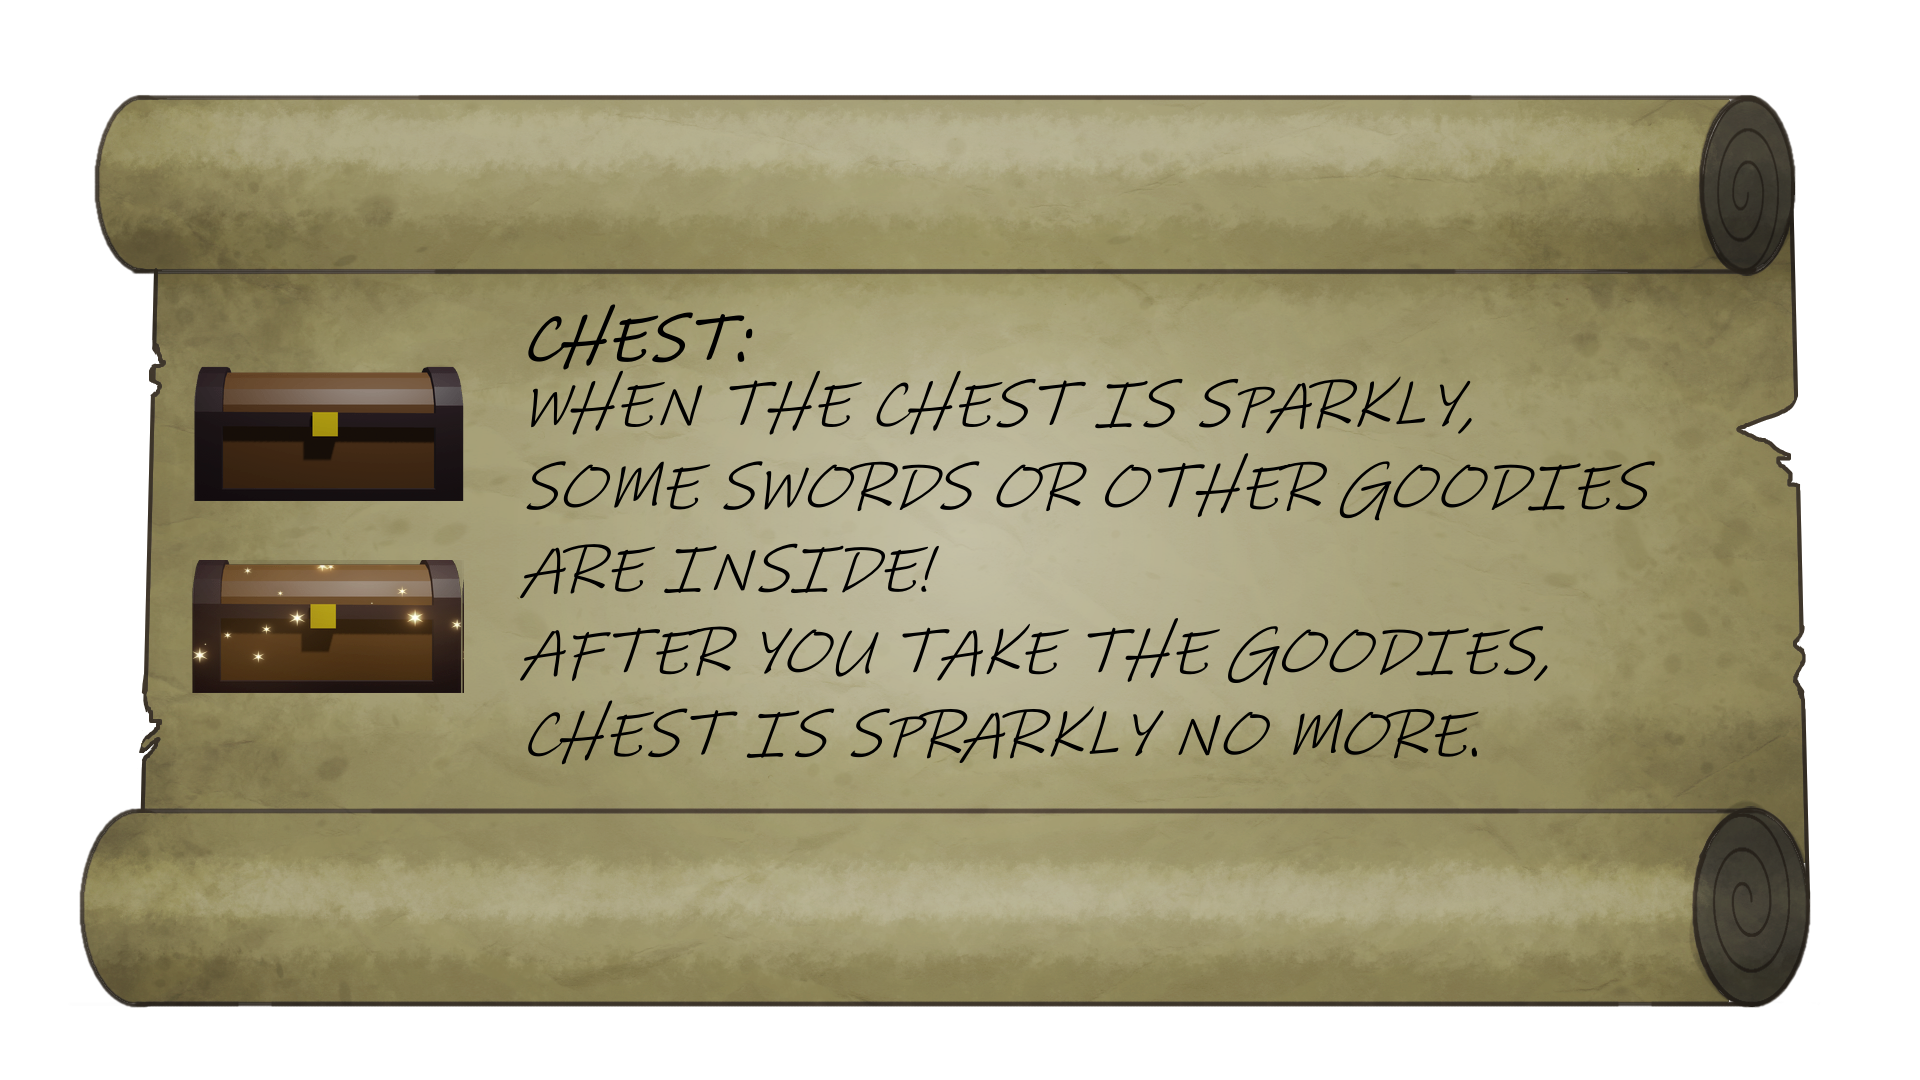 CHEST:
WHEN THE CHEST IS SPARKLY,
SOME SWORDS OR OTHER GOODIES
ARE INSIDE!
AFTER YOU TAKE THE GOODIES,
CHEST IS SPRARKLY NO MORE.